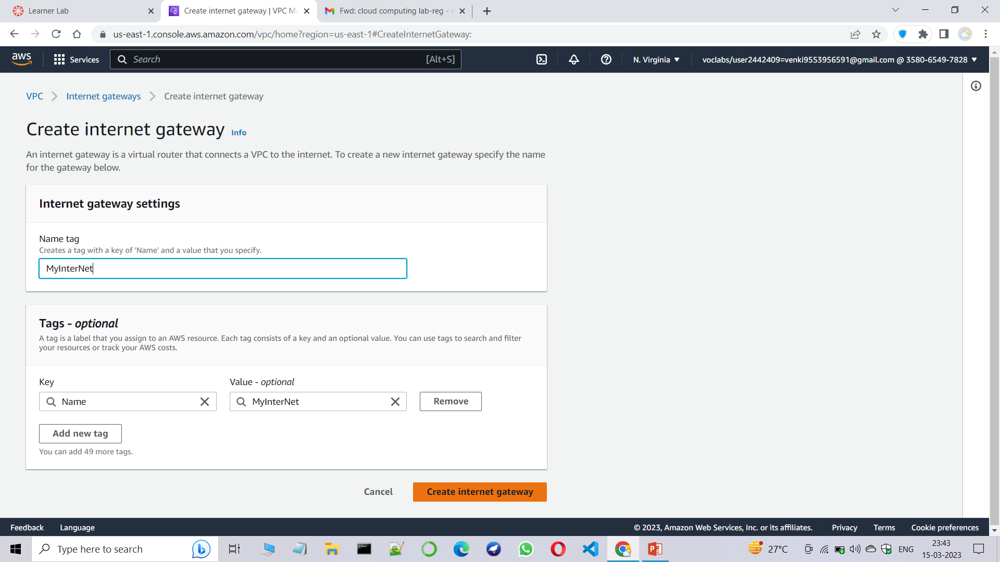 Learner Lab
Create internet gateway | VPC M
Fwd: cloud computing lab-reg -
us-east-1.console.aws.amazon.com/vpc/home?region=us-east-1#CreateInternetGateway:
aws
Services
Search
[Alt+S]
N. Virginia
voclabs/user2442409=venki9553956591@gmail.com @ 3580-6549-7828
VPC
Internet gateways
Create internet gateway
Create internet gateway Info
An internet gateway is a virtual router that connects a VPC to the internet. To create a new internet gateway specify the name
for the gateway below.
Internet gateway settings
Name tag
Creates a tag with a key of 'Name' and a value that you specify.
MyInterNet
Tags - optional
A tag is a label that you assign to an AWS resource. Each tag consists of a key and an optional value. You can use tags to search and filter
your resources or track your AWS costs.
Key
Value - optional
Name
MyInterNet
Remove
Add new tag
You can add 49 more tags.
Cancel
Create internet gateway
Feedback
Language
© 2023, Amazon Web Services, Inc. or its affiliates.
Privacy
Terms
Cookie preferences
Type here to search
27°C
ENG
23:43
15-03-2023